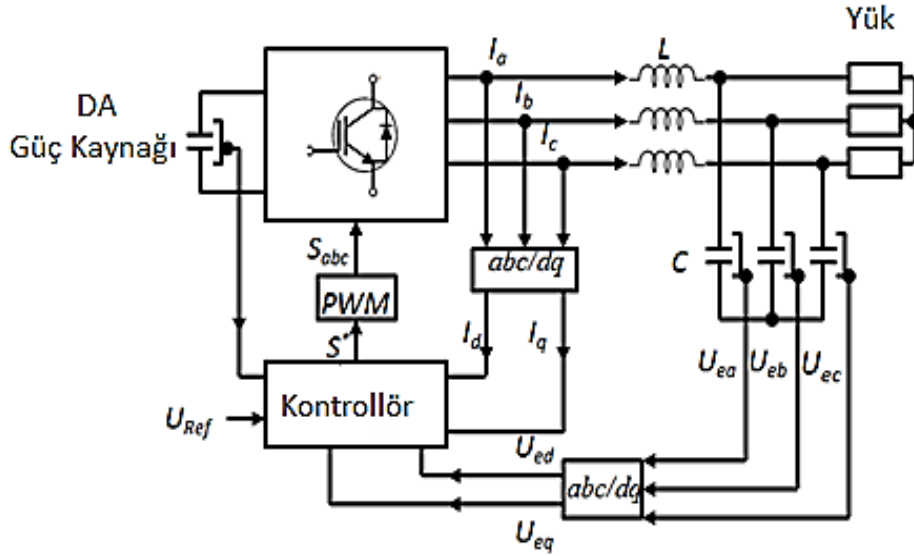 Yük
I_a
L
DA
Güç Kaynağı
I_b
I_c
S_abc
abc/dq
C
PWM
S*
I_d
I_q
U_ea
U_eb
U_ec
Kontrollör
U_Ref
U_ed
abc/dq
U_eq